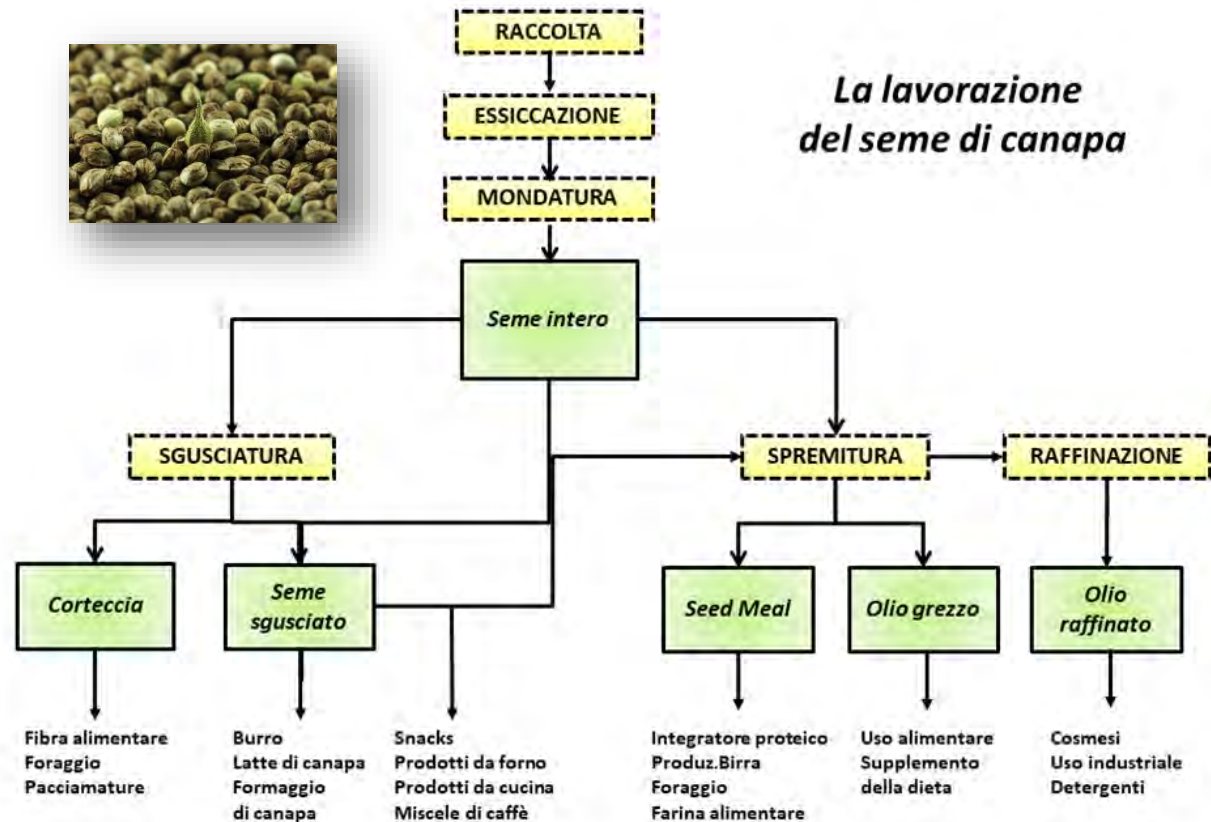 La lavorazione
del seme di canapa
RACCOLTA
ESSICCAZIONE
MONDATURA
Seme intero
SGUSCIATURA
SPREMITURA
RAFFINAZIONE
Corteccia
Seme
sgusciato
Seed Meal
Olio grezzo
Olio
raffinato
Fibra alimentare
Foraggio
Pacciamature
Burro
Latte di canapa
Formaggio
di canapa
Snacks
Prodotti da forno
Prodotti da cucina
Miscele di caffè
Integratore proteico
Produz.Birra
Foraggio
Farina alimentare
Uso alimentare
Supplemento
della dieta
Cosmesi
Uso industriale
Detergenti